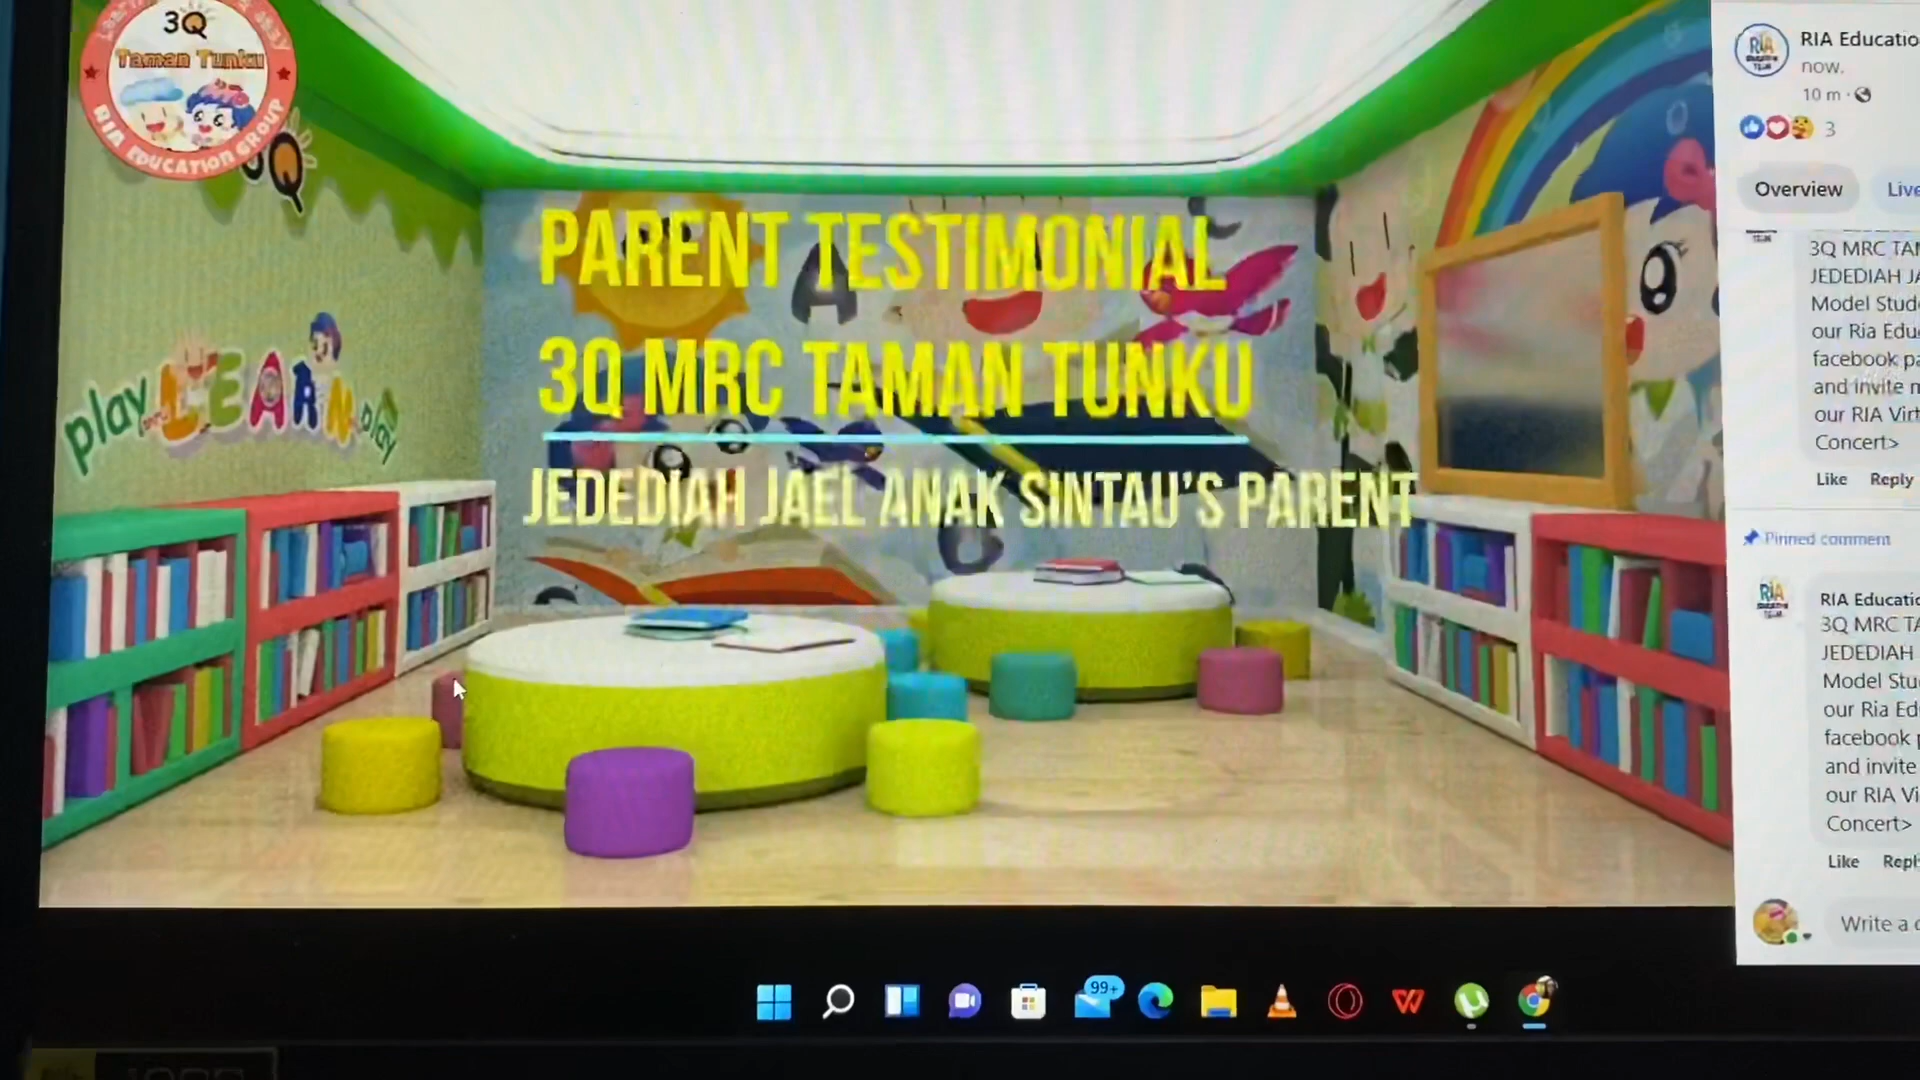 3Q
Taman Tunku
RIA EDUCATION GROUP
3Q
play
LEARN
play
A
PARENT TESTIMONIAL
3Q MRC TAMAN TUNKU
JEDEDIAH JAEL ANAK SINTAU'S PARENT
RIA Educatio
now.
10 m
3
Overview
Live
3Q MRC TAM
JEDEDIAH JA
Model Stude
our Ria Edu
facebook pa
and invite m
our RIA Virt
Concert>
Like Reply
Pinned comment
RIA Educatio
3Q MRC TA
JEDEDIAH
Model Stu
our Ria Ed
facebook p
and invite
our RIA Vi
Concert>
Like Repl
Write a c
99+